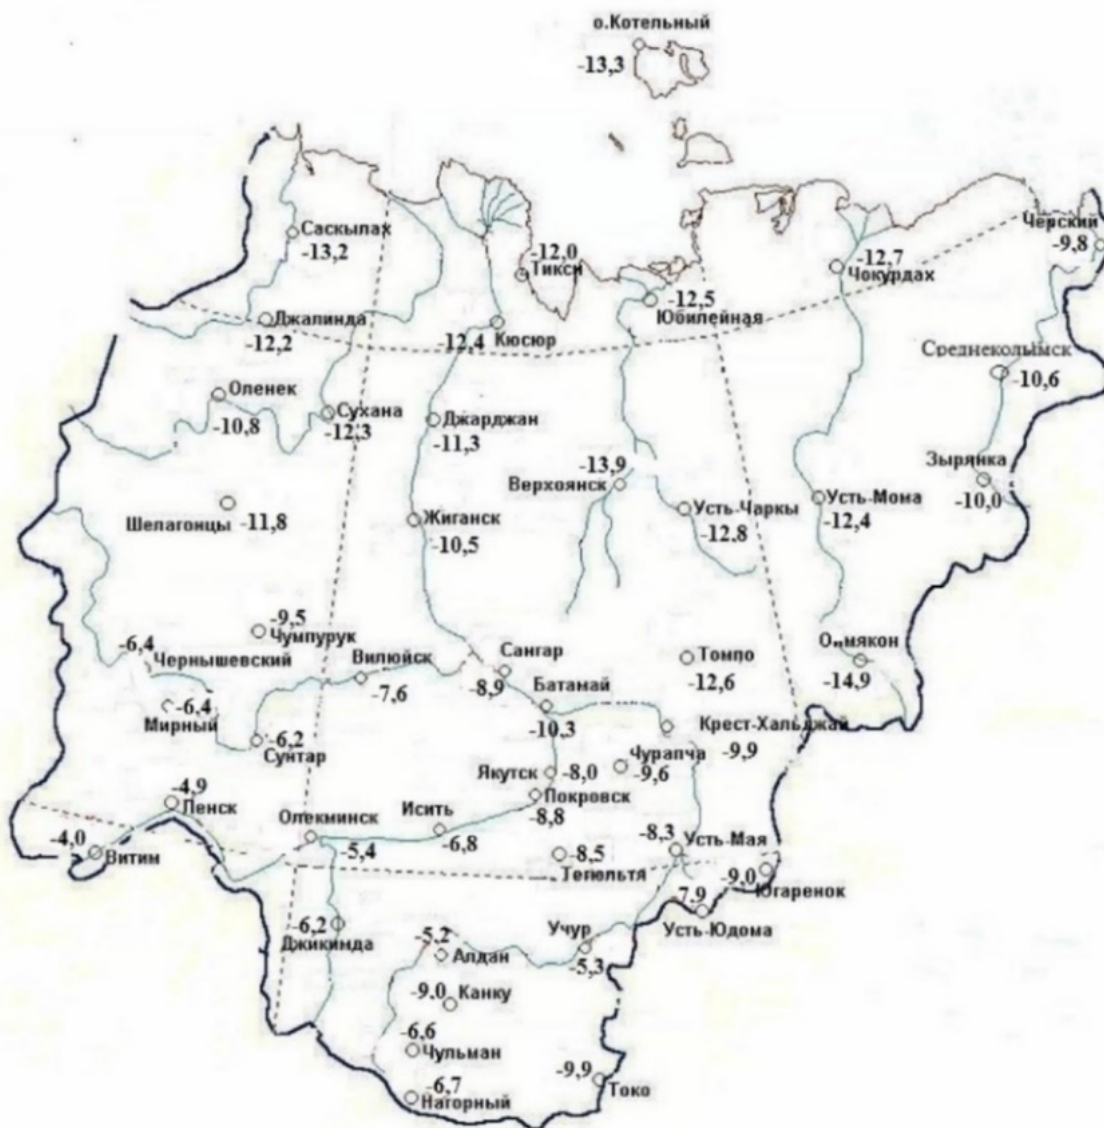 о.Котельный
-13,3
Саскылах
-13,2
-12,0
Тикси
-12,7
Чокурдах
Черский
-9,8
-12,5
Юбилейная
Джалинда
-12,2
-12,4
Кюсюр
Среднеколымск
-10,6
Оленек
-10,8
Сухана
-12,3
Джарджан
-11,3
-13,9
Верхоянск
Зырянка
-10,0
Шелагонцы
-11,8
Жиганск
-10,5
Усть-Чаркы
-12,8
Усть-Мома
-12,4
-9,5
Чумпурук
-6,4
Чернышевский
Вилюйск
-7,6
Сангар
-8,9
Томпо
-12,6
Оймякон
-14,9
-6,4
Мирный
Батамай
-10,3
Крест-Хальджай
-9,9
-6,2
Сунтар
Якутск
-8,0
Чурапча
-9,6
-4,9
Ленск
Покровск
-8,8
Олекминск
-5,4
Исить
-6,8
-8,3
Усть-Мая
-4,0
Витим
-8,5
Тегюльтя
-9,0
Югаренок
-7,9
Усть-Юдома
-6,2
Джикимда
-5,2
Алдан
Учур
-5,3
-9,0
Канку
-6,6
Чульман
-6,7
Нагорный
-9,9
Токо